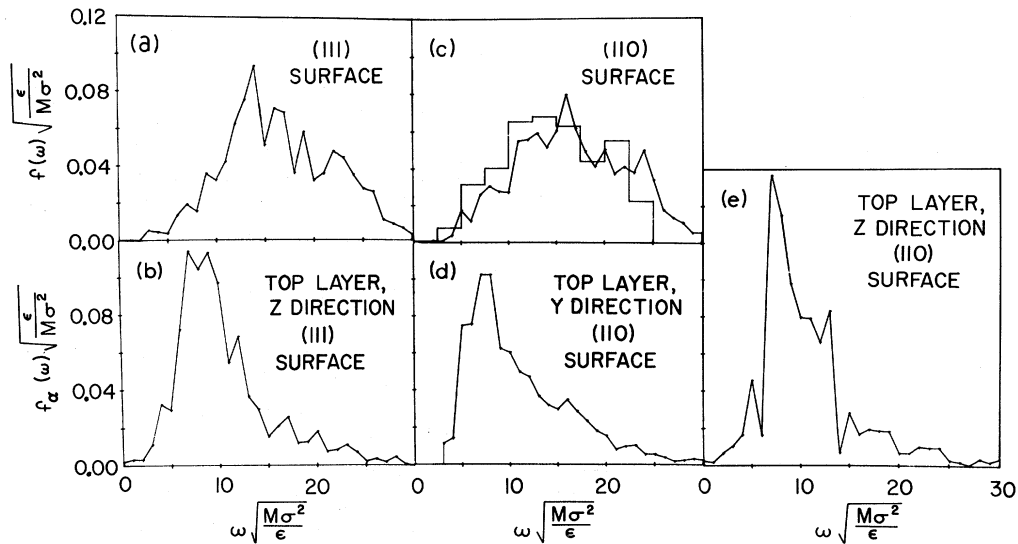 0.12
0.08
0.04
0.00
f(ω)√ε/Mσ²
(a)
(111)
SURFACE
(c)
(110)
SURFACE
0.08
0.04
0.00
fα(ω)√ε/Mσ²
(b)
TOP LAYER,
Z DIRECTION
(111)
SURFACE
(d)
TOP LAYER,
Y DIRECTION
(110)
SURFACE
(e)
TOP LAYER,
Z DIRECTION
(110)
SURFACE
0 10 20 0 10 20 0 10 20 30
ω√Mσ²/ε ω√Mσ²/ε ω√Mσ²/ε